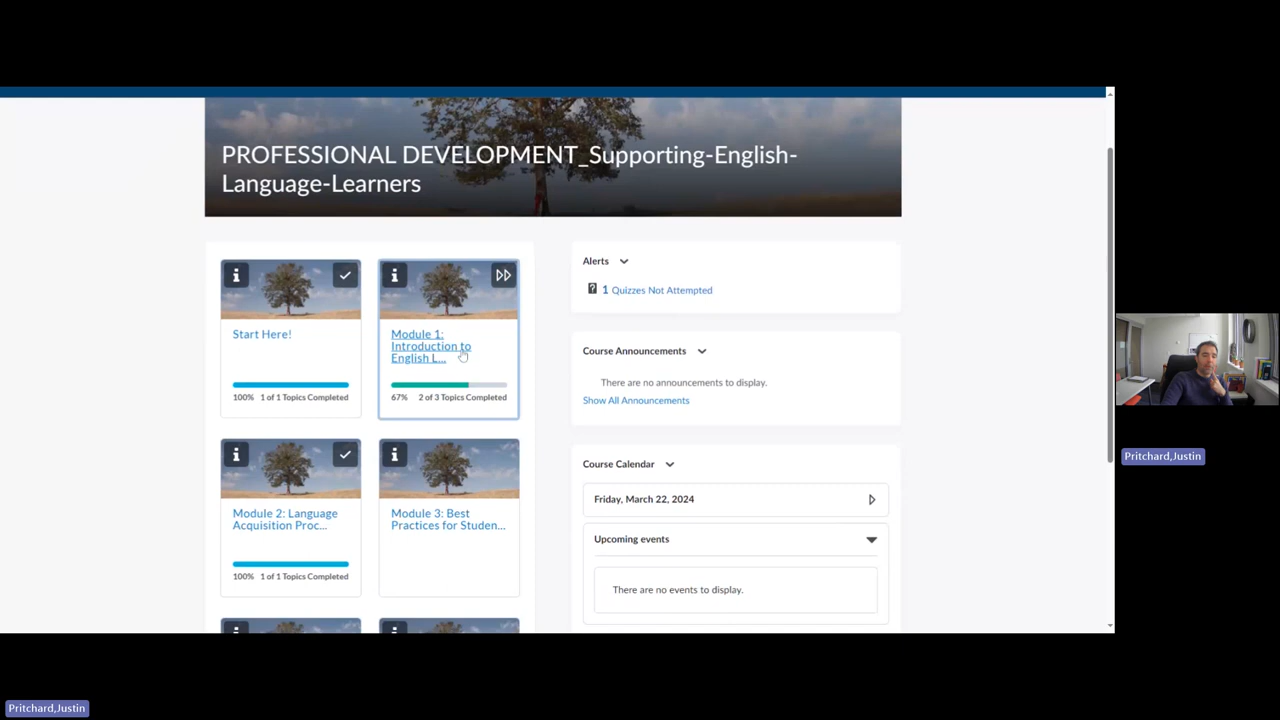 PROFESSIONAL DEVELOPMENT_Supporting-English-
Language-Learners
Start Here!
100% 1 of 1 Topics Completed
Module 1:
Introduction to
English L...
67% 2 of 3 Topics Completed
Module 2: Language
Acquisition Proc...
100% 1 of 1 Topics Completed
Module 3: Best
Practices for Studen...
Alerts
1 Quizzes Not Attempted
Course Announcements
There are no announcements to display.
Show All Announcements
Course Calendar
Friday, March 22, 2024
Upcoming events
There are no events to display.
Pritchard,Justin
Pritchard,Justin